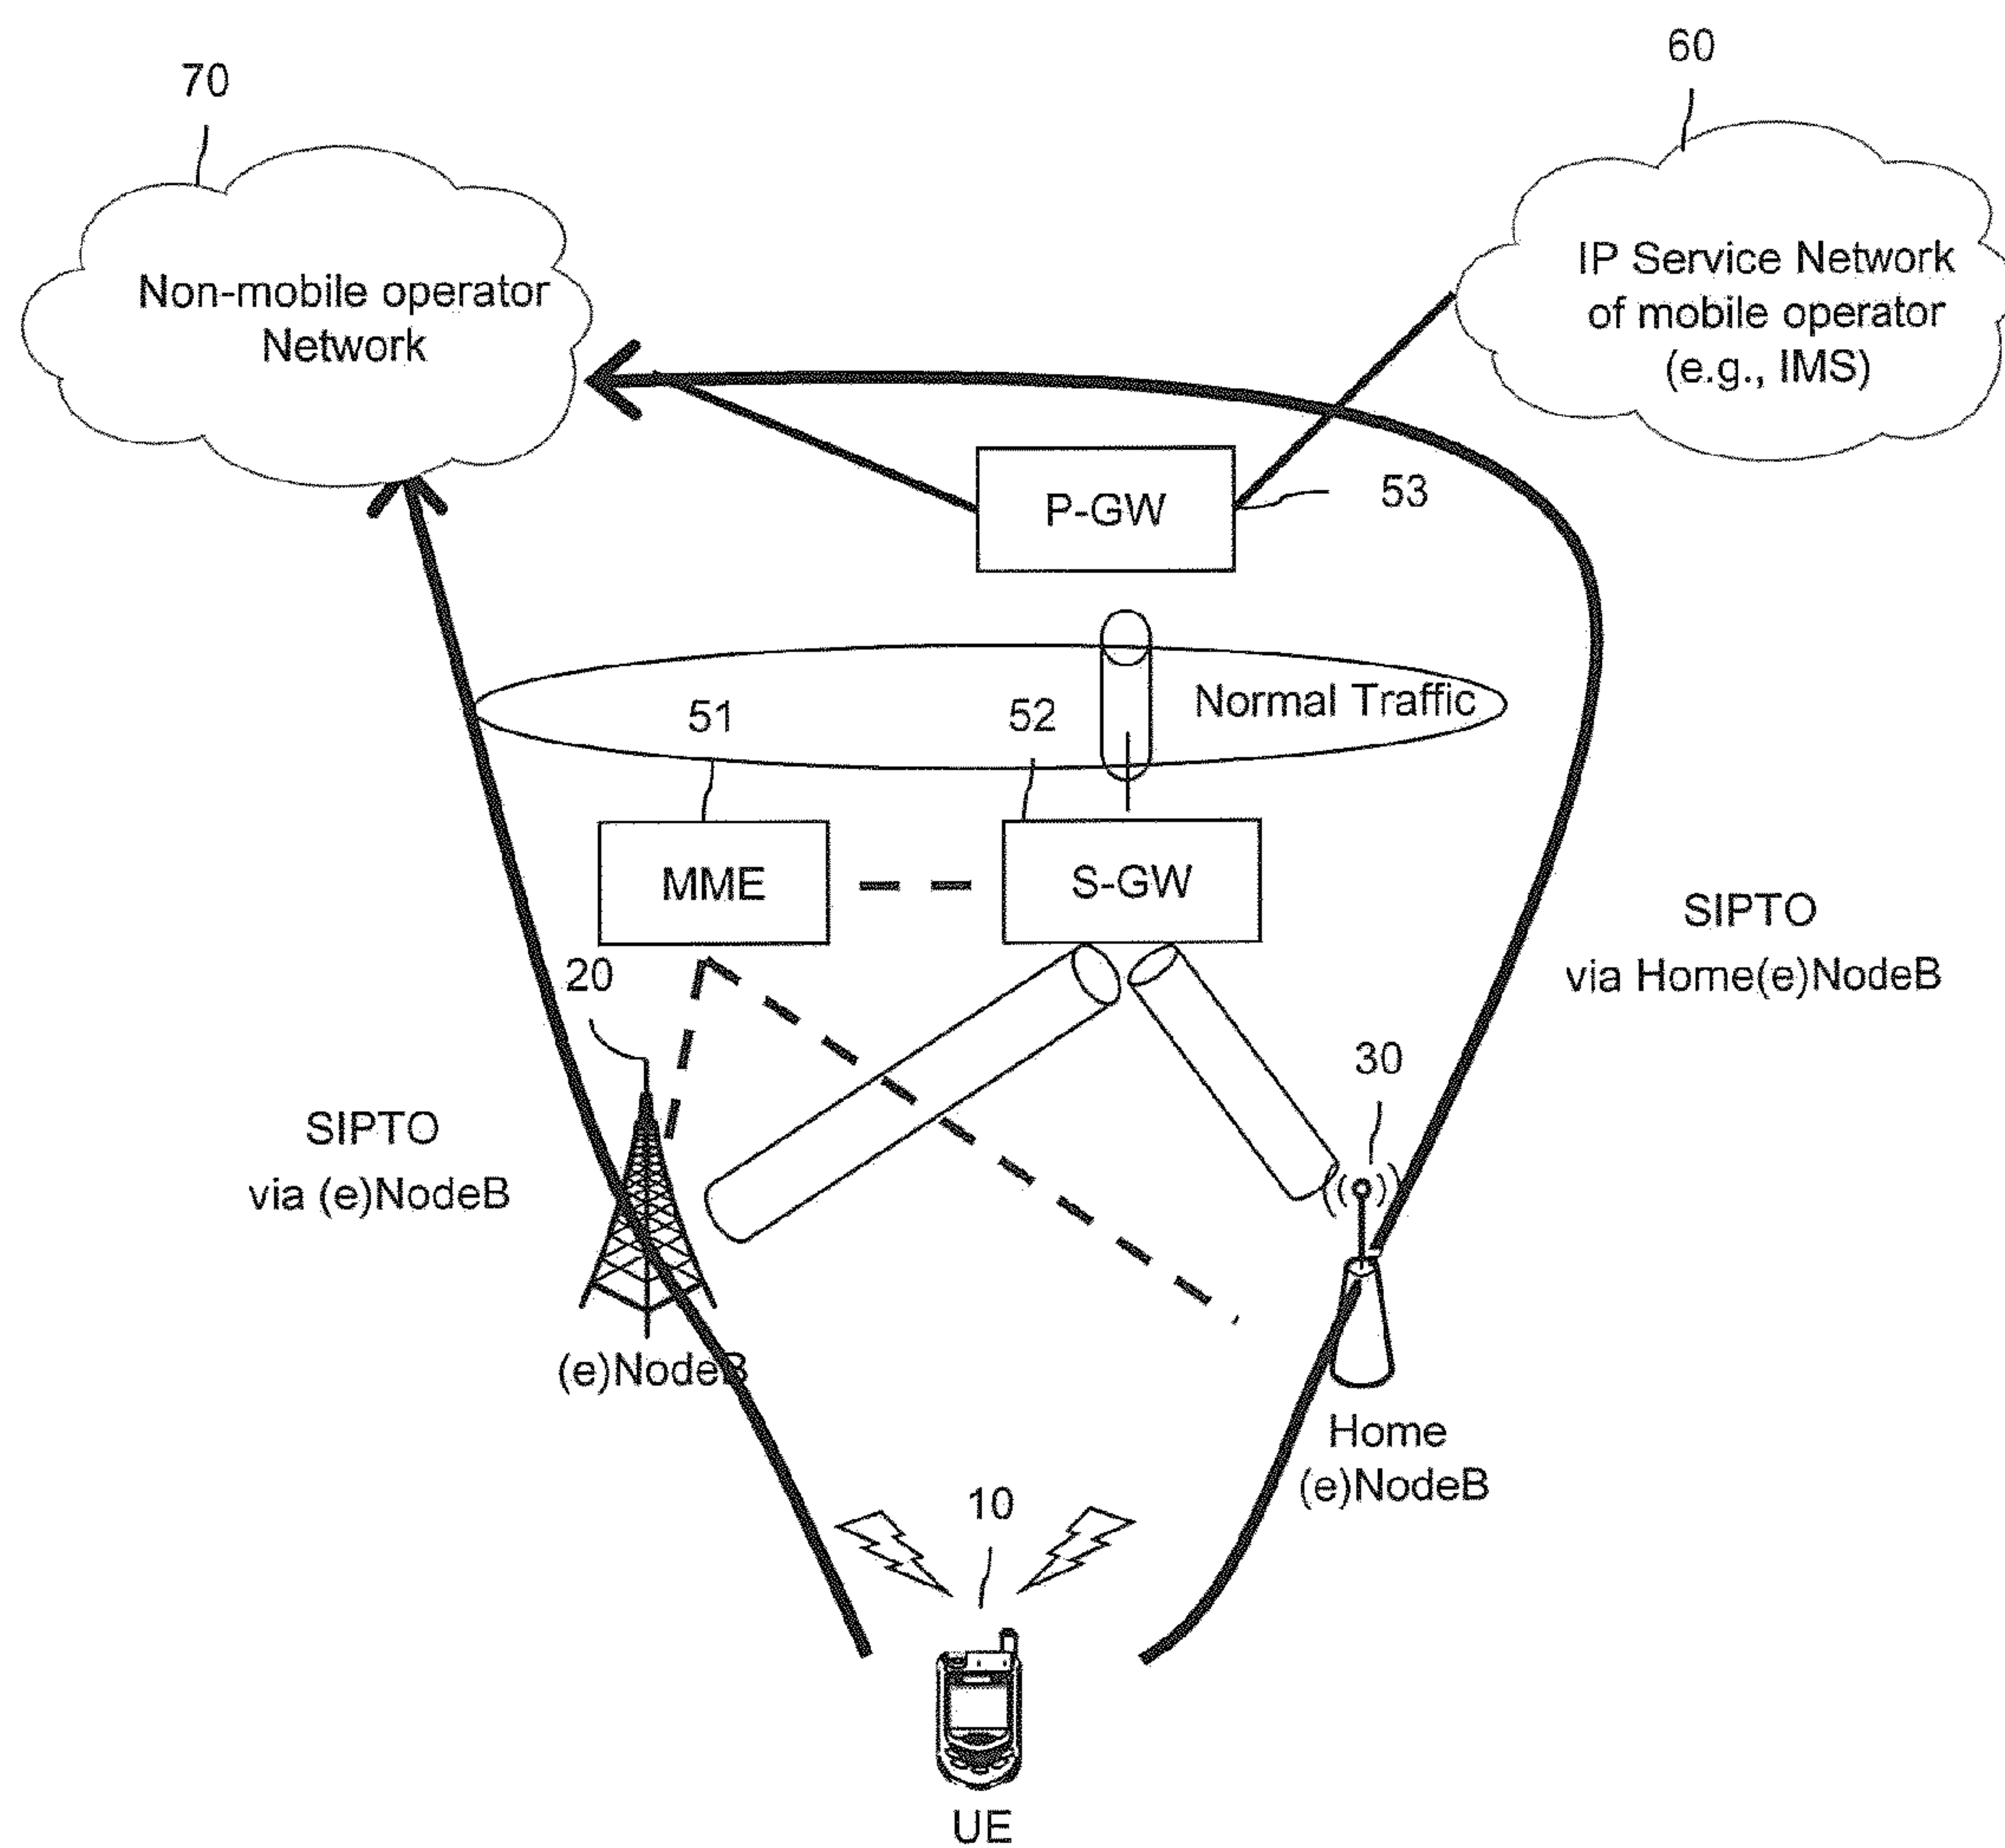 60
70
IP Service Network
of mobile operator
(e.g., IMS)
Non-mobile operator
Network
P-GW
53
Normal Traffic
51
52
MME
S-GW
SIPTO
via Home(e)NodeB
20
30
SIPTO
via (e)NodeB
(e)NodeB
Home
(e)NodeB
10
UE